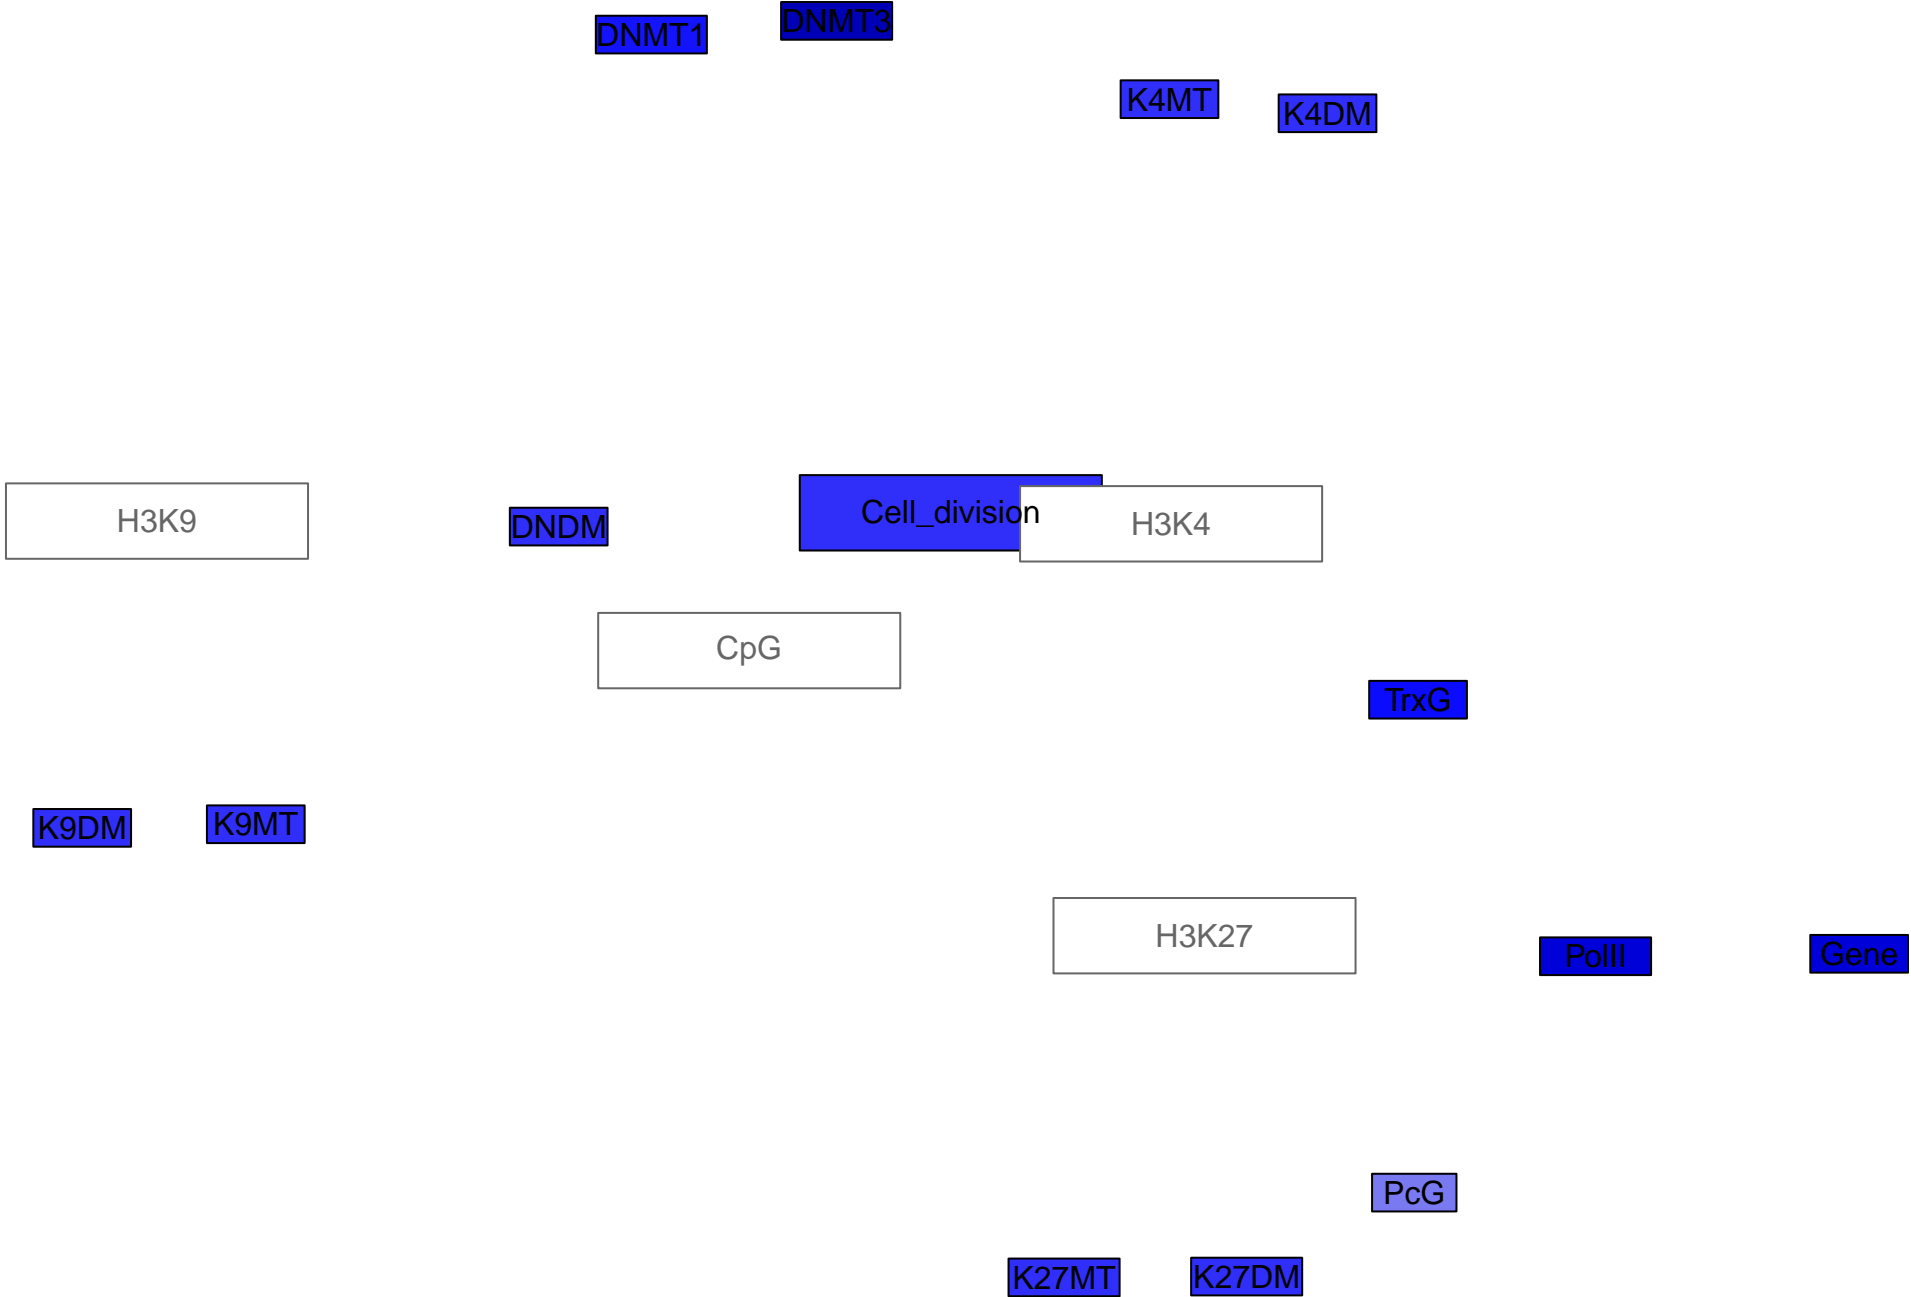 DNMT1
DNMT3
K4MT
K4DM
H3K9
DNDM
Cell_division
H3K4
CpG
TrxG
K9DM
K9MT
H3K27
PolII
Gene
PcG
K27MT
K27DM